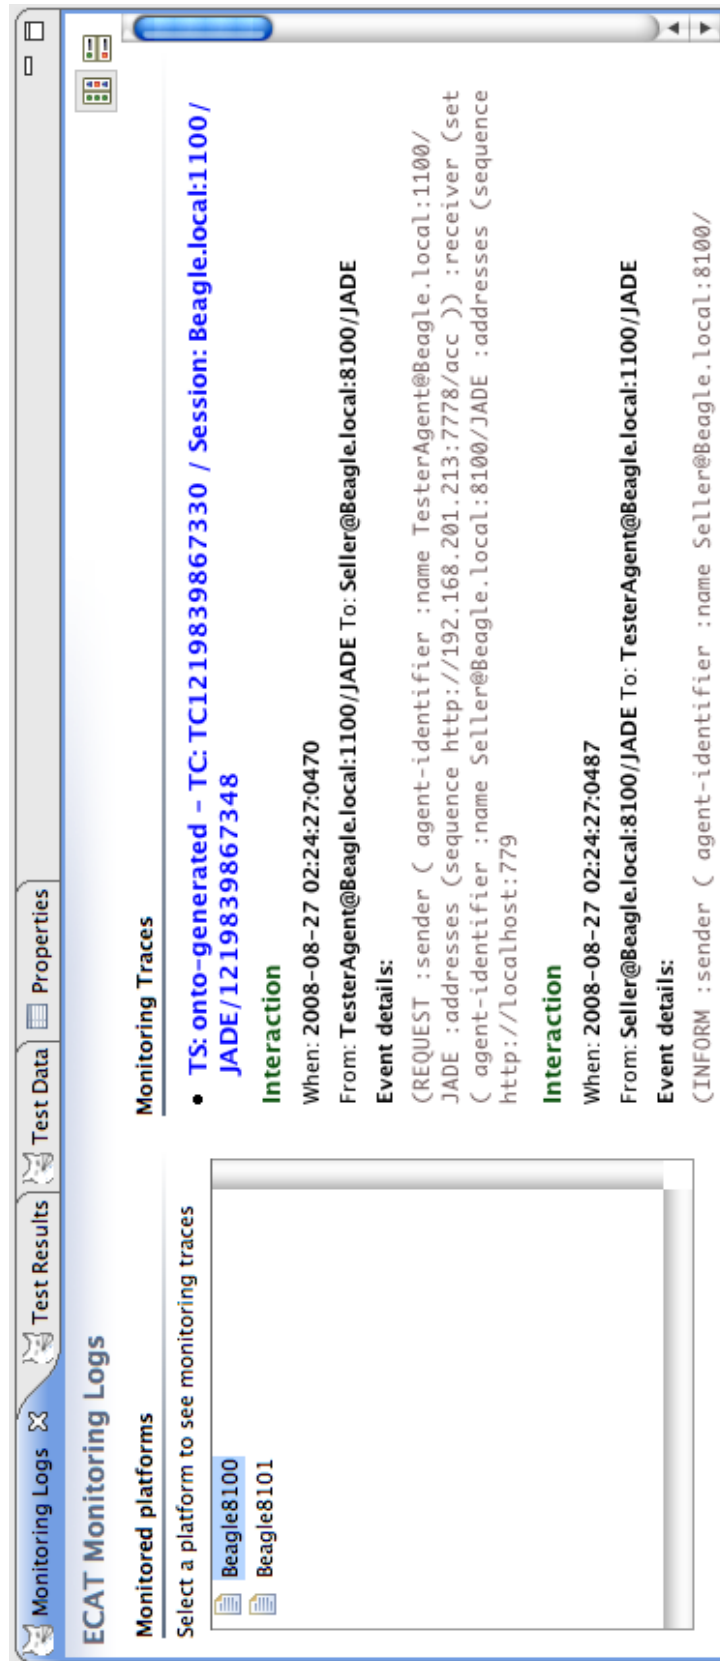 Monitoring Logs
Test Results
Test Data
Properties
ECAT Monitoring Logs
Monitored platforms
Select a platform to see monitoring traces
Beagle8100
Beagle8101
Monitoring Traces
• TS: onto-generated - TC: TC1219839867330 / Session: Beagle.local:1100/
JADE/1219839867348
Interaction
When: 2008-08-27 02:24:27:0470
From: TesterAgent@Beagle.local:1100/JADE To: Seller@Beagle.local:8100/JADE
Event details:
(REQUEST :sender ( agent-identifier :name TesterAgent@Beagle.local:1100/
JADE :addresses (sequence http://192.168.201.213:7778/acc )) :receiver (set
( agent-identifier :name Seller@Beagle.local:8100/JADE :addresses (sequence
http://localhost:779
Interaction
When: 2008-08-27 02:24:27:0487
From: Seller@Beagle.local:8100/JADE To: TesterAgent@Beagle.local:1100/JADE
Event details:
(INFORM :sender ( agent-identifier :name Seller@Beagle.local:8100/